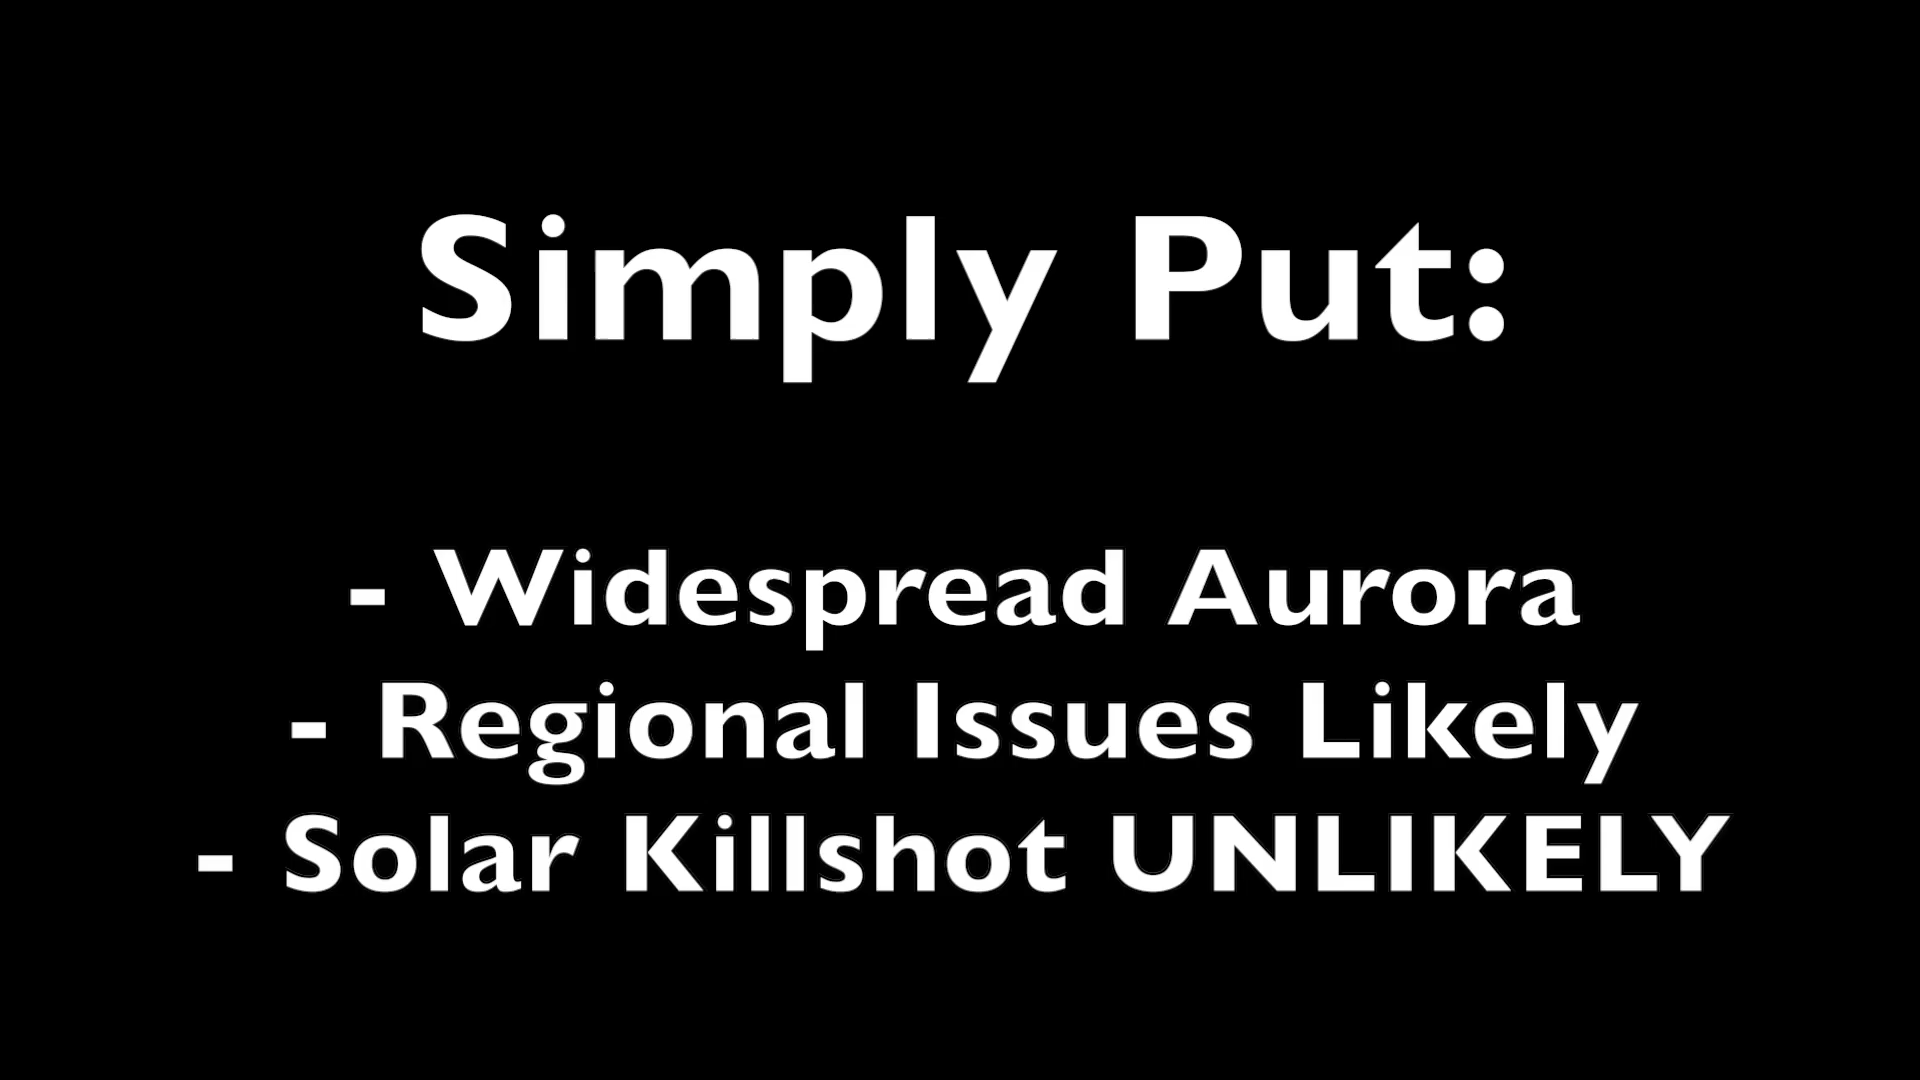 Simply Put:
- Widespread Aurora
- Regional Issues Likely
- Solar Killshot UNLIKELY